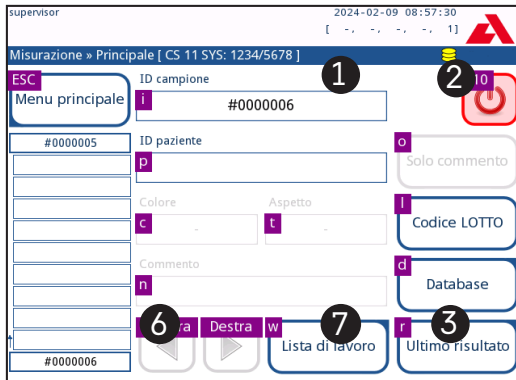 supervisor
2024-02-09 08:57:30
[ -, -, -, -, 1]
Misurazione » Principale [ CS 11 SYS: 1234/5678 ]
1
2
ESC
Menu principale
ID campione
i
#0000006
10
#0000005
ID paziente
p
o
Solo commento
Colore
Aspetto
c
-
t
-
l
Codice LOTTO
Commento
n
d
Database
6
ra
Destra
w
7
Lista di lavoro
r
3
Ultimo risultato
#0000006